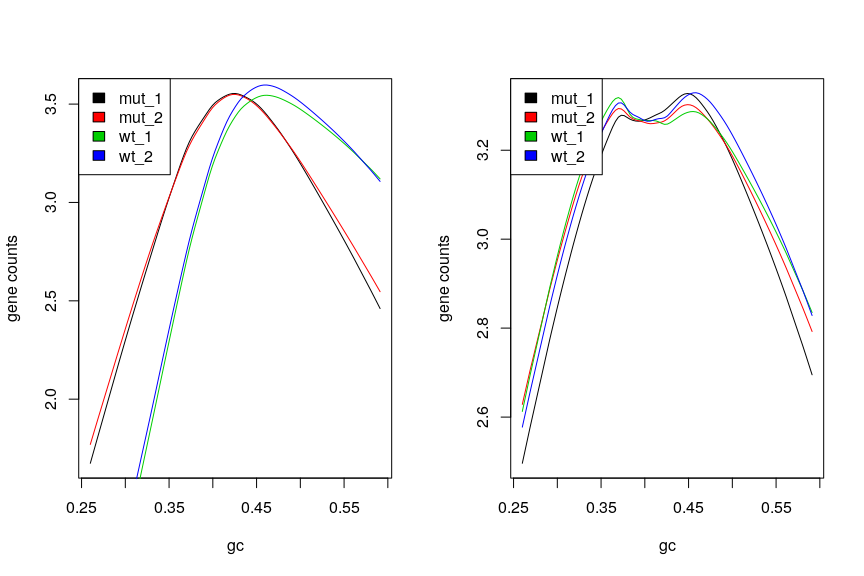 mut_1
mut_2
wt_1
wt_2
gene counts
3.5
3.0
2.5
2.0
0.25 0.35 0.45 0.55
gc
mut_1
mut_2
wt_1
wt_2
gene counts
3.2
3.0
2.8
2.6
0.25 0.35 0.45 0.55
gc